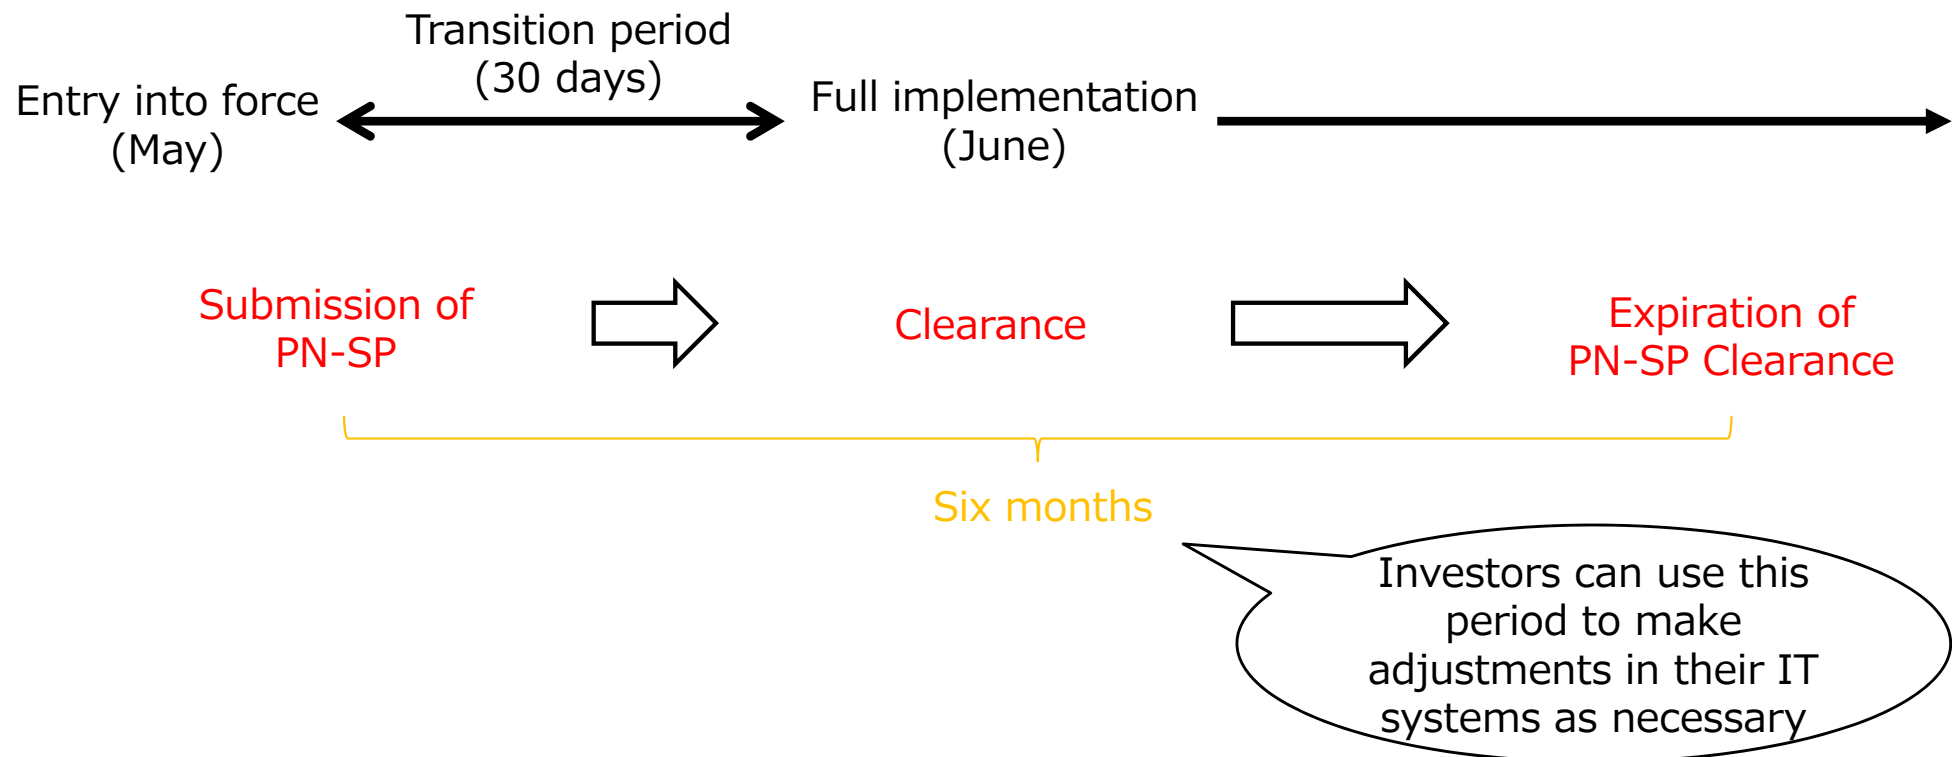 Transition period
(30 days)
Entry into force
(May)
Full implementation
(June)
Submission of
PN-SP
Clearance
Expiration of
PN-SP Clearance
Six months
Investors can use this
period to make
adjustments in their IT
systems as necessary